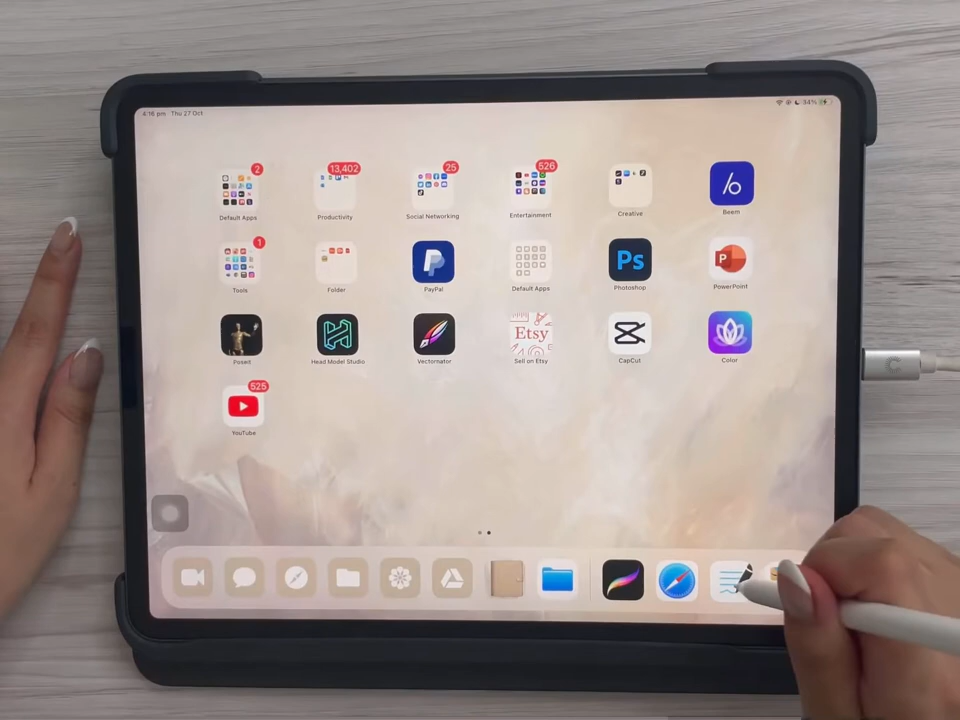 4:16 pm Thu 27 Oct
34%
2 13,402 25 526
Default Apps Productivity Social Networking Entertainment Creative Beem
1
Ps P
Tools Folder PayPal Default Apps Photoshop PowerPoint
Etsy
Poseit Head Model Studio Vectornator Sell on Etsy CapCut Color
525
YouTube